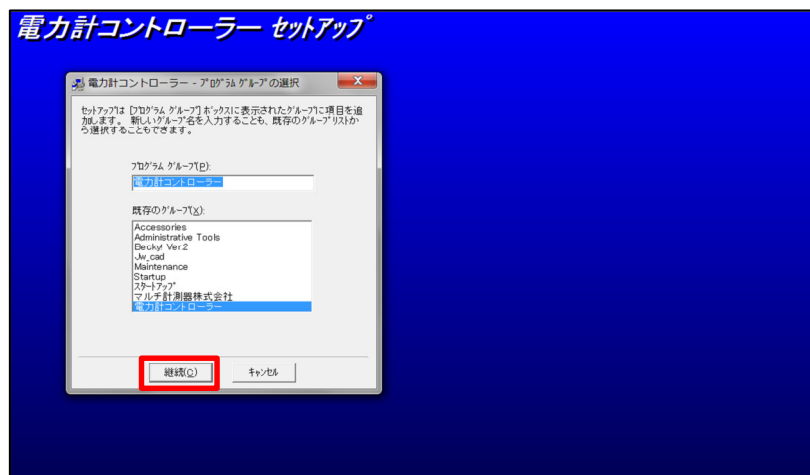 電力計コントローラー セットアップ
電力計コントローラー - プログラム グループの選択
セットアップは [プログラム グループ] ボックスに表示されたグループに項目を追
加します。 新しいグループ名を入力することも、既存のグループ リストか
ら選択することもできます。
プログラム グループ(P):
電力計コントローラー
既存のグループ(X):
Accessories
Administrative Tools
Becky! Ver.2
Jw_cad
Maintenance
Startup
スタートアップ
マルチ計測器株式会社
電力計コントローラー
継続(C)
キャンセル